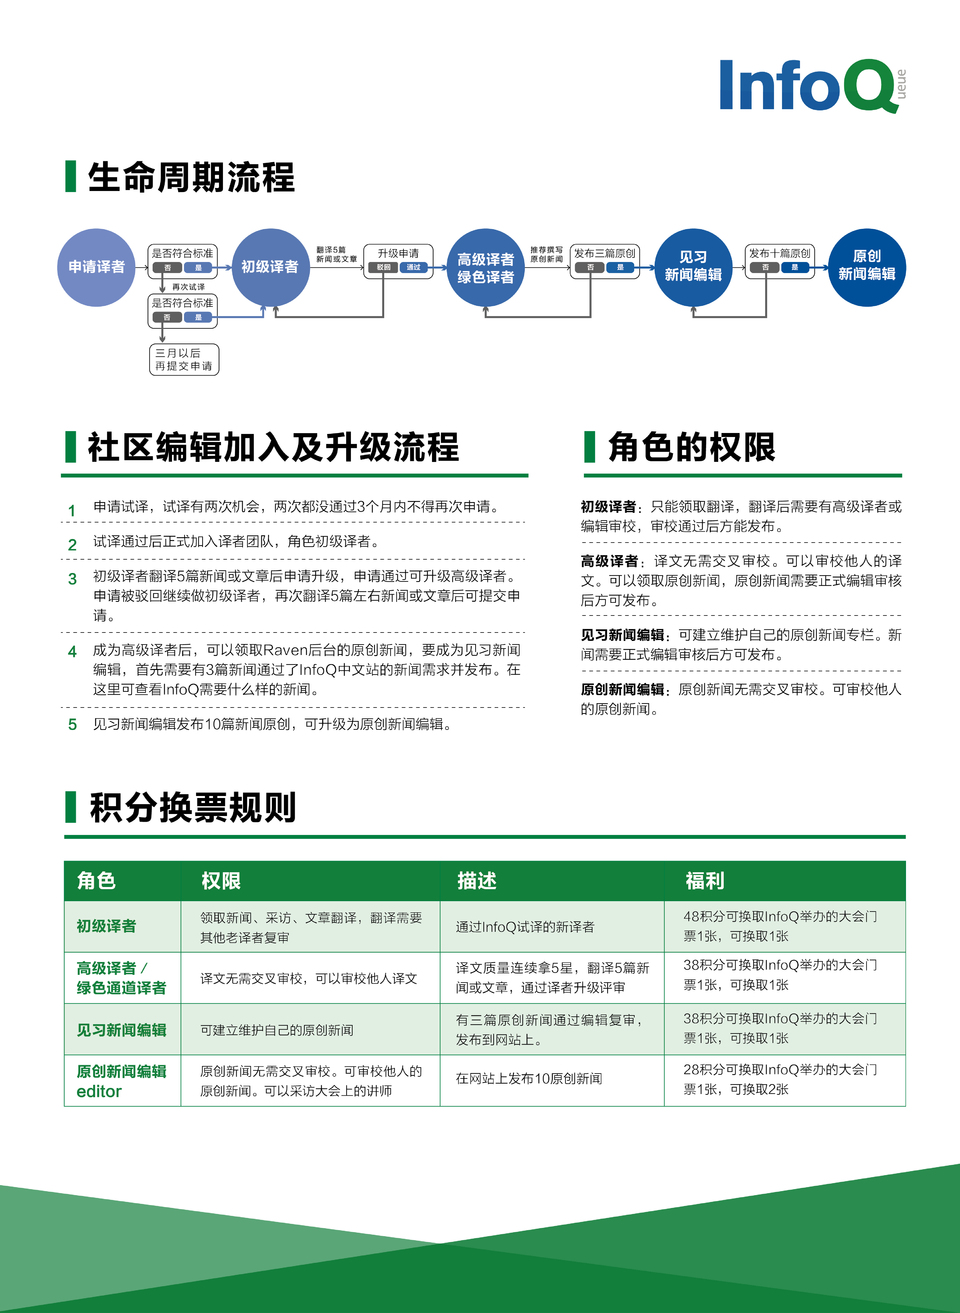 InfoQ
ueue
生命周期流程
申请译者
是否符合标准
否 是
再次试译
是否符合标准
否 是
三月以后
再提交申请
初级译者
翻译5篇
新闻或文章
升级申请
驳回 通过
高级译者
绿色译者
推荐撰写
原创新闻
发布三篇原创
否 是
见习
新闻编辑
发布十篇原创
否 是
原创
新闻编辑
社区编辑加入及升级流程
1 申请试译，试译有两次机会，两次都没通过3个月内不得再次申请。
2 试译通过后正式加入译者团队，角色初级译者。
3 初级译者翻译5篇新闻或文章后申请升级，申请通过可升级高级译者。
申请被驳回继续做初级译者，再次翻译5篇左右新闻或文章后可提交申
请。
4 成为高级译者后，可以领取Raven后台的原创新闻，要成为见习新闻
编辑，首先需要有3篇新闻通过了InfoQ中文站的新闻需求并发布。在
这里可查看InfoQ需要什么样的新闻。
5 见习新闻编辑发布10篇新闻原创，可升级为原创新闻编辑。
角色的权限
初级译者：只能领取翻译，翻译后需要有高级译者或
编辑审校，审校通过后方能发布。
高级译者：译文无需交叉审校。可以审校他人的译
文。可以领取原创新闻，原创新闻需要正式编辑审核
后方可发布。
见习新闻编辑：可建立维护自己的原创新闻专栏。新
闻需要正式编辑审核后方可发布。
原创新闻编辑：原创新闻无需交叉审校。可审校他人
的原创新闻。
积分换票规则
角色 权限 描述 福利
初级译者
领取新闻、采访、文章翻译，翻译需要
其他老译者复审
通过InfoQ试译的新译者
48积分可换取InfoQ举办的大会门
票1张，可换取1张
高级译者 /
绿色通道译者
译文无需交叉审校，可以审校他人译文
译文质量连续拿5星，翻译5篇新
闻或文章，通过译者升级评审
38积分可换取InfoQ举办的大会门
票1张，可换取1张
见习新闻编辑
可建立维护自己的原创新闻
有三篇原创新闻通过编辑复审，
发布到网站上。
38积分可换取InfoQ举办的大会门
票1张，可换取1张
原创新闻编辑
editor
原创新闻无需交叉审校。可审校他人的
原创新闻。可以采访大会上的讲师
在网站上发布10原创新闻
28积分可换取InfoQ举办的大会门
票1张，可换取2张